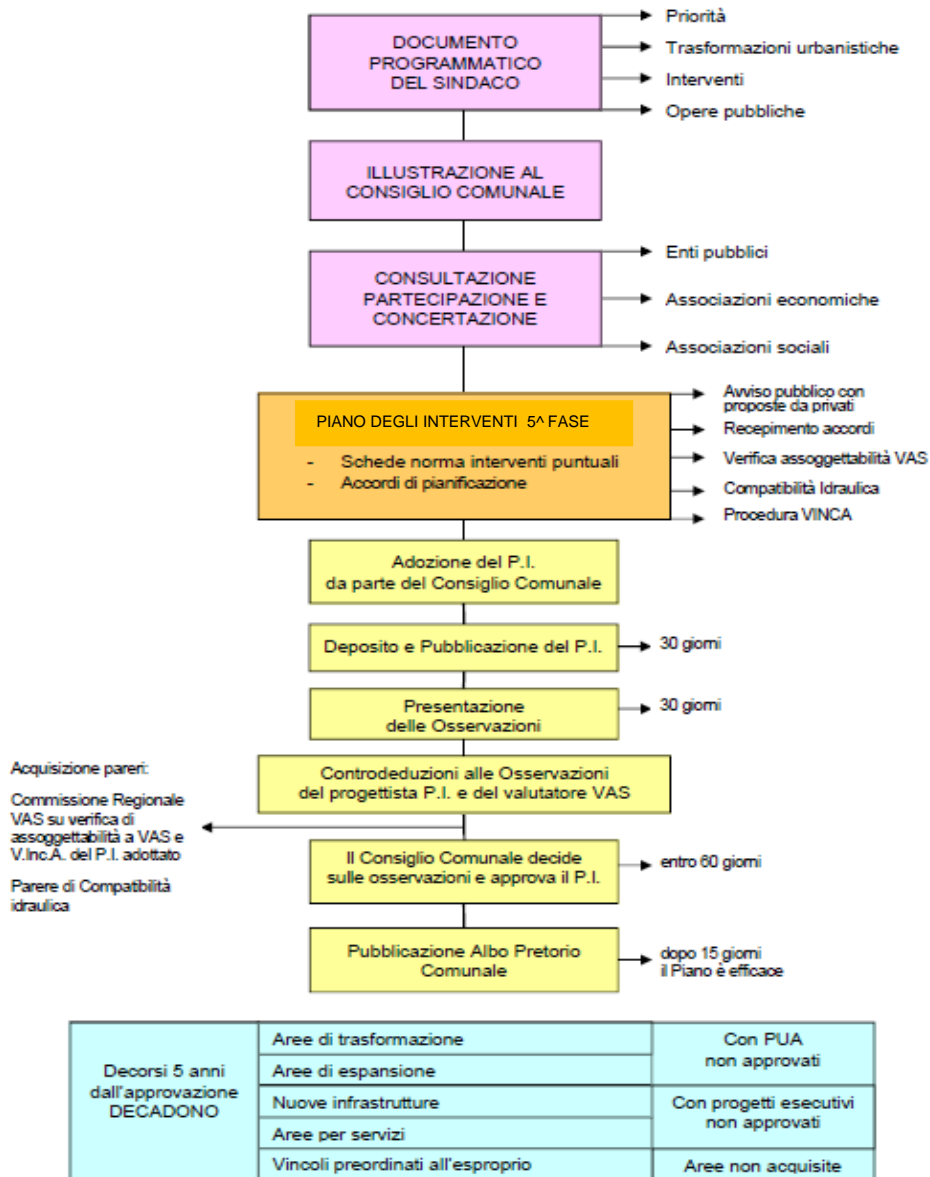 DOCUMENTO
PROGRAMMATICO
DEL SINDACO
Priorità
Trasformazioni urbanistiche
Interventi
Opere pubbliche
ILLUSTRAZIONE AL
CONSIGLIO COMUNALE
CONSULTAZIONE
PARTECIPAZIONE E
CONCERTAZIONE
Enti pubblici
Associazioni economiche
Associazioni sociali
PIANO DEGLI INTERVENTI 5^ FASE
- Schede norma interventi puntuali
- Accordi di pianificazione
Avviso pubblico con
proposte da privati
Recepimento accordi
Verifica assoggettabilità VAS
Compatibilità Idraulica
Procedura VINCA
Adozione del P.I.
da parte del Consiglio Comunale
Deposito e Pubblicazione del P.I.
30 giorni
Presentazione
delle Osservazioni
30 giorni
Controdeduzioni alle Osservazioni
del progettista P.I. e del valutatore VAS
Acquisizione pareri:
Commissione Regionale
VAS su verifica di
assoggettabilità a VAS e
V.Inc.A. del P.I. adottato
Parere di Compatibilità
idraulica
Il Consiglio Comunale decide
sulle osservazioni e approva il P.I.
entro 60 giorni
Pubblicazione Albo Pretorio
Comunale
dopo 15 giorni
il Piano è efficace
Decorsi 5 anni
dall'approvazione
DECADONO
Aree di trasformazione
Aree di espansione
Con PUA
non approvati
Nuove infrastrutture
Aree per servizi
Con progetti esecutivi
non approvati
Vincoli preordinati all'esproprio
Aree non acquisite